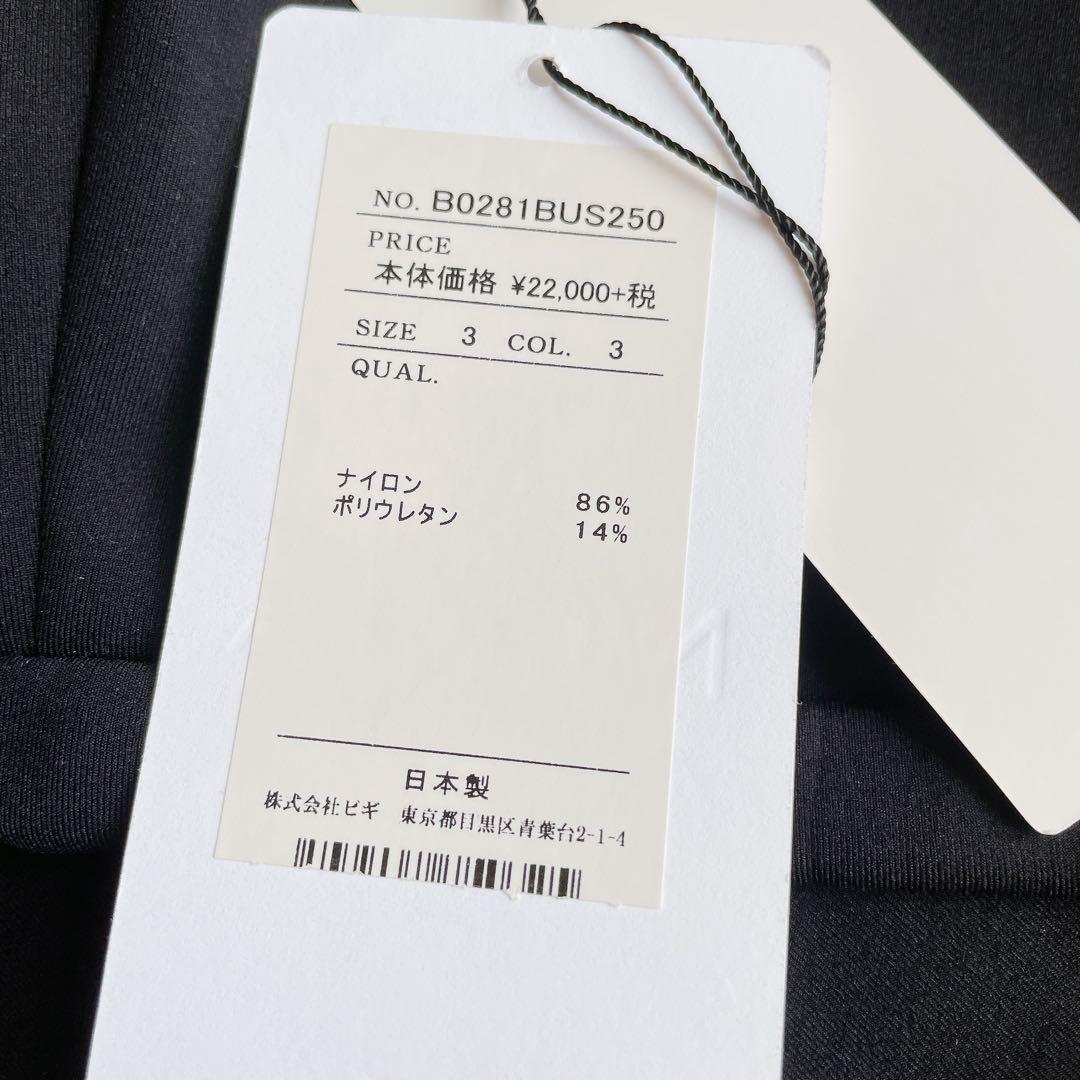 NO. B0281BUS250
PRICE
本体価格 ¥22,000+税
SIZE 3 COL. 3
QUAL.
ナイロン 86%
ポリウレタン 14%
日本製
株式会社ビギ 東京都目黒区青葉台2-1-4